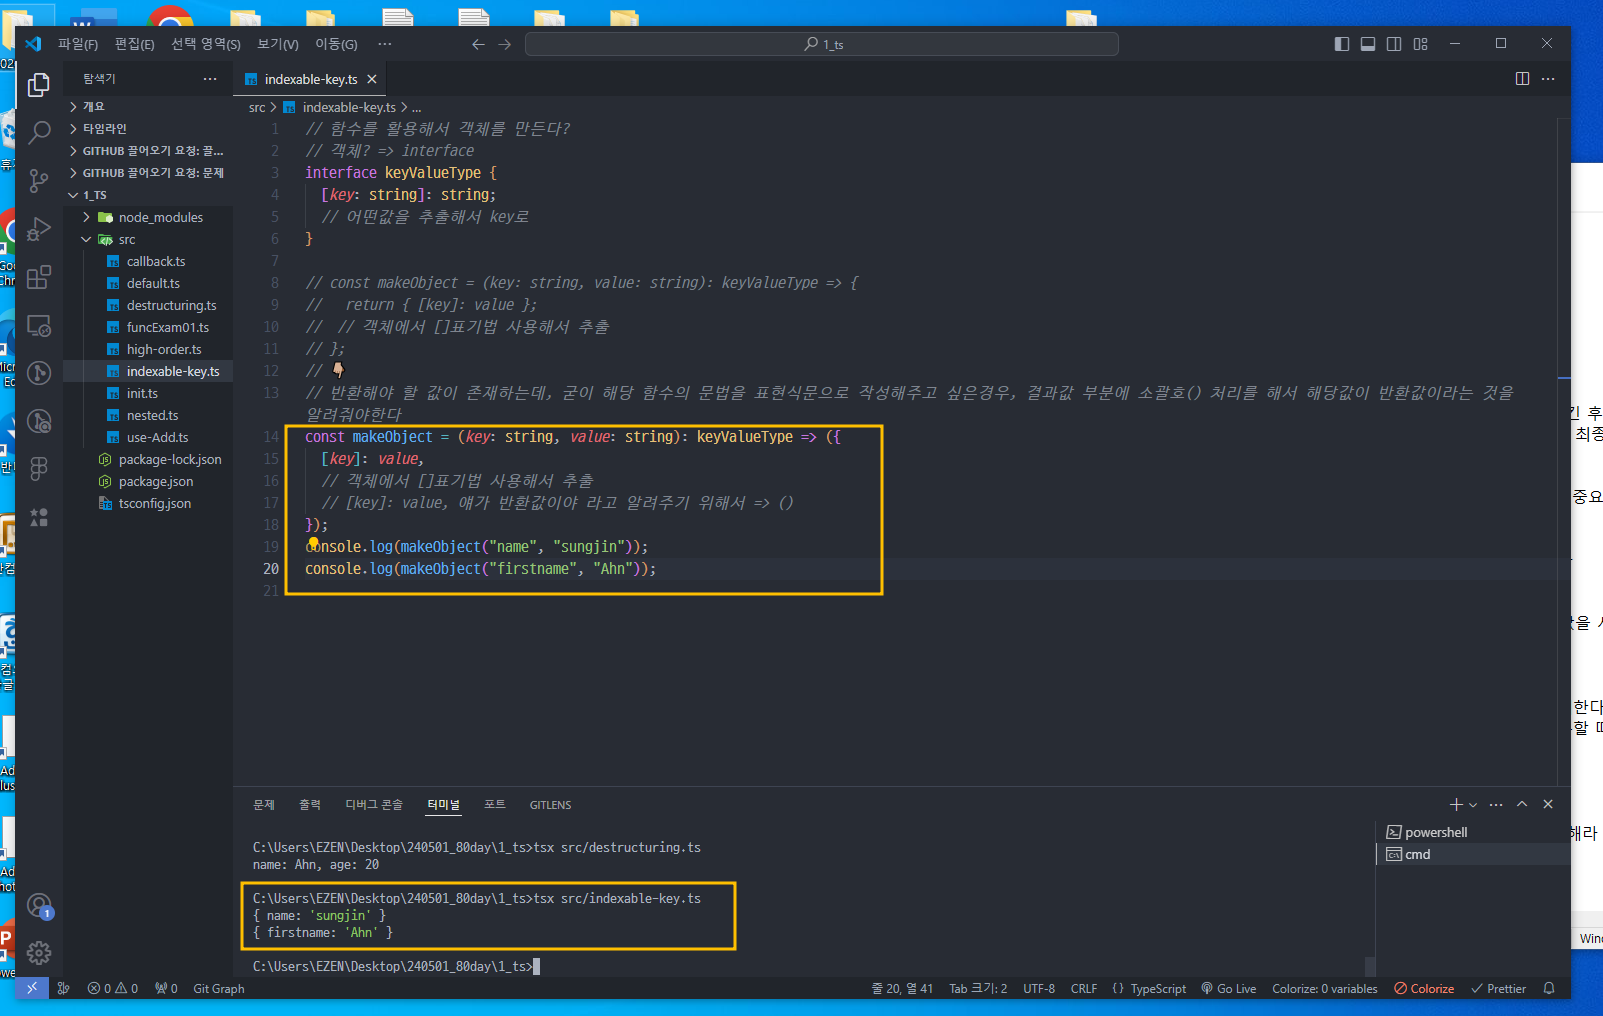 파일(F) 편집(E) 선택 영역(S) 보기(V) 이동(G) ··· 1_ts
탐색기 ···
개요
타임라인
GITHUB 끌어오기 요청: 끌...
GITHUB 끌어오기 요청: 문제
1_TS
node_modules
src
callback.ts
default.ts
destructuring.ts
funcExam01.ts
high-order.ts
indexable-key.ts
init.ts
nested.ts
use-Add.ts
package-lock.json
package.json
tsconfig.json
indexable-key.ts
src > indexable-key.ts > ...
1 // 함수를 활용해서 객체를 만든다?
2 // 객체? => interface
3 interface keyValueType {
4 [key: string]: string;
5 // 어떤값을 추출해서 key로
6 }
7
8 // const makeObject = (key: string, value: string): keyValueType => {
9 // return { [key]: value };
10 // // 객체에서 []표기법 사용해서 추출
11 // };
12 // 👇
13 // 반환해야 할 값이 존재하는데, 굳이 해당 함수의 문법을 표현식문으로 작성해주고 싶은경우, 결과값 부분에 소괄호() 처리를 해서 해당값이 반환값이라는 것을
알려줘야한다
14 const makeObject = (key: string, value: string): keyValueType => ({
15 [key]: value,
16 // 객체에서 []표기법 사용해서 추출
17 // [key]: value, 얘가 반환값이야 라고 알려주기 위해서 => ()
18 });
19 console.log(makeObject("name", "sungjin"));
20 console.log(makeObject("firstname", "Ahn"));
21
문제 출력 디버그 콘솔 터미널 포트 GITLENS
powershell
cmd
C:\Users\EZEN\Desktop\240501_80day\1_ts>tsx src/destructuring.ts
name: Ahn, age: 20
C:\Users\EZEN\Desktop\240501_80day\1_ts>tsx src/indexable-key.ts
{ name: 'sungjin' }
{ firstname: 'Ahn' }
C:\Users\EZEN\Desktop\240501_80day\1_ts>
1
0 0 0 Git Graph 줄 20, 열 41 Tab 크기: 2 UTF-8 CRLF {} TypeScript Go Live Colorize: 0 variables Colorize Prettier
긴 후
최종
중요
한다
할 때
해라